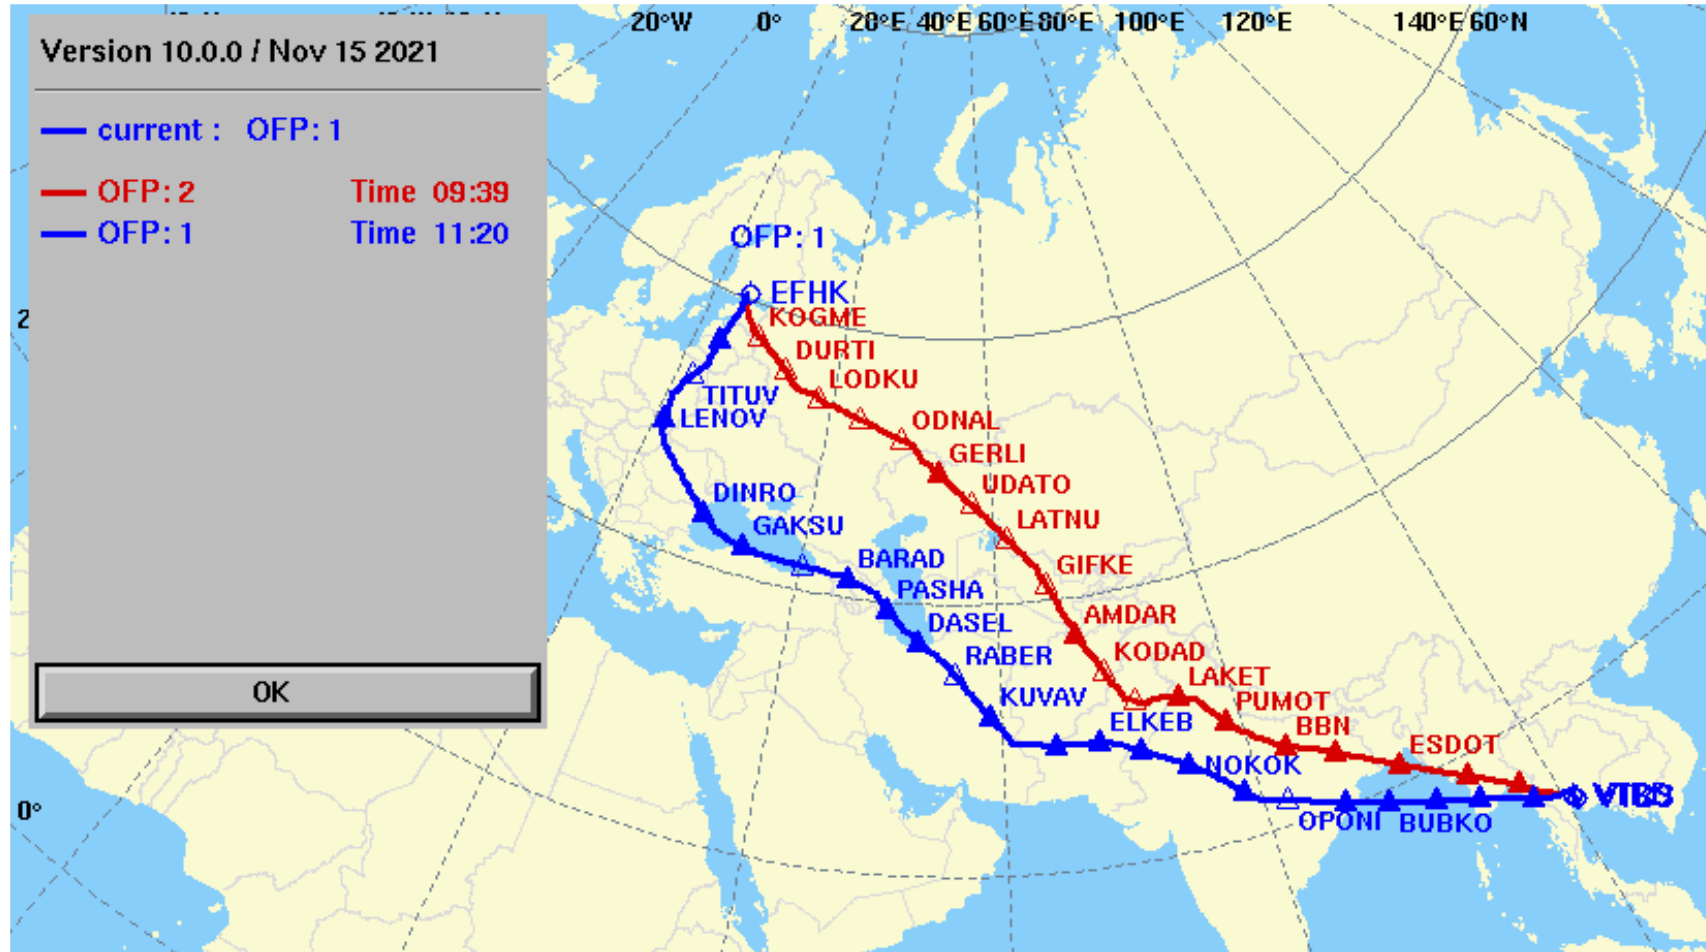 20°W 0° 20°E 40°E 60°E 80°E 100°E 120°E 140°E 60°N
Version 10.0.0 / Nov 15 2021
current : OFP: 1
OFP: 2 Time 09:39
OFP: 1 Time 11:20
OK
0°
OFP: 1
EFHK
KOGME
DURTI
LODKU
TITUV
LENOV
ODNAL
GERLI
UDATO
DINRO
LATNU
GAKSU
BARAD
GIFKE
PASHA
DASEL
AMDAR
RABER
KODAD
LAKET
KUVAV
PUMOT
ELKEB
BBN
ESDOT
NOKOK
OPONI
BUBKO